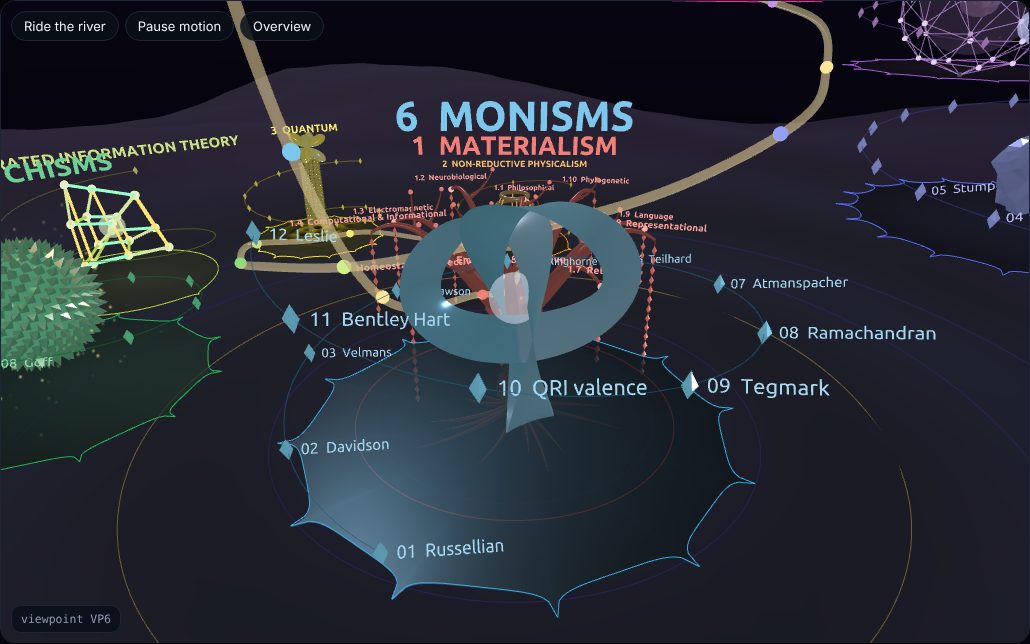 Ride the river
Pause motion
Overview
6 MONISMS
1 MATERIALISM
2 NON-REDUCTIVE PHYSICALISM
3 QUANTUM
RATED INFORMATION THEORY
CHISMS
1.2 Neurobiological
1.1 Philosophical
1.10 Phylogenetic
1.3 Electromagnetic
1.4 Computational & Informational
1.9 Language
Representational
Homeost
1.7 Re
12 Leslie
Teilhard
05 Stump
04
07 Atmanspacher
11 Bentley Hart
08 Ramachandran
03 Velmans
08 Goff
10 QRI valence
09 Tegmark
02 Davidson
01 Russellian
viewpoint VP6